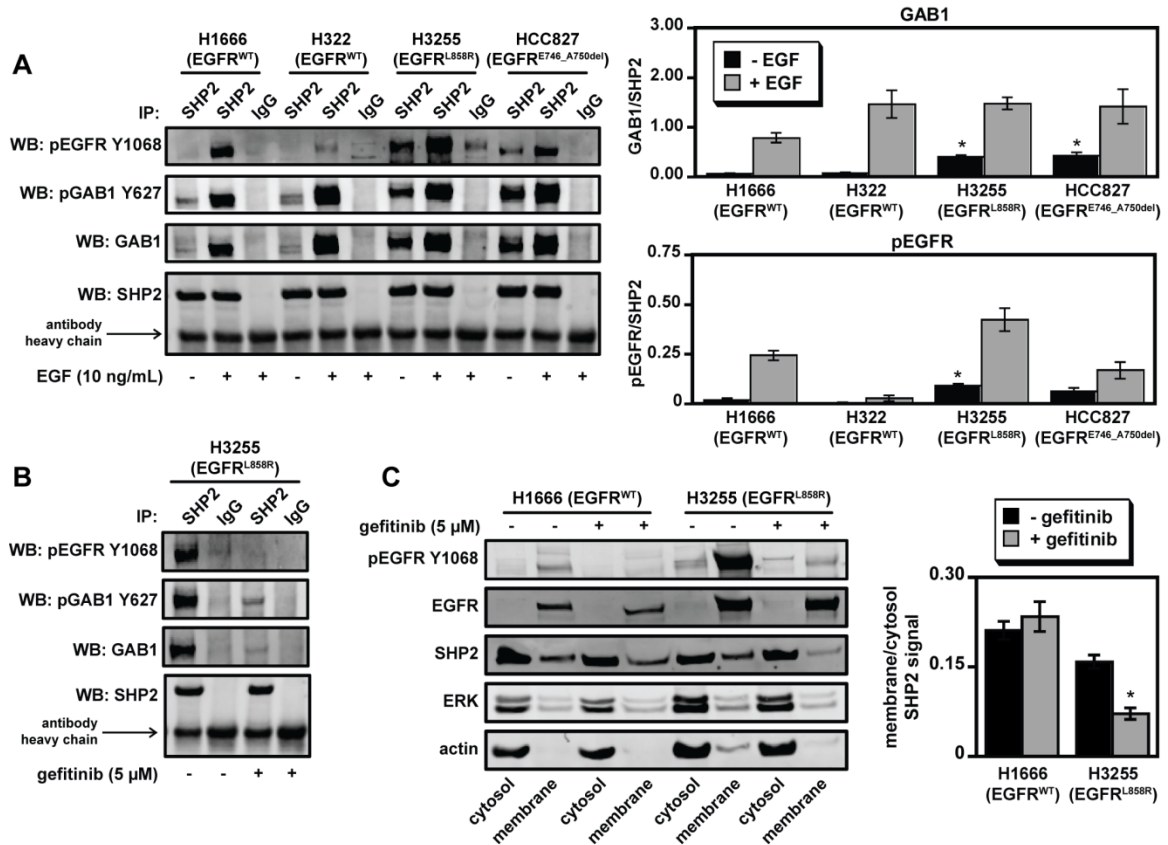 A
H1666
(EGFRWT)
H322
(EGFRWT)
H3255
(EGFRL858R)
HCC827
(EGFRE746_A750del)
IP: SHP2 SHP2 IgG SHP2 SHP2 IgG SHP2 SHP2 IgG SHP2 SHP2 IgG
WB: pEGFR Y1068
WB: pGAB1 Y627
WB: GAB1
WB: SHP2
antibody
heavy chain
EGF (10 ng/mL) - + + - + + - + + - + +
GAB1
GAB1/SHP2
3.00
2.00
1.00
0.00
- EGF
+ EGF
* *
H1666 H322 H3255 HCC827
(EGFRWT) (EGFRWT) (EGFRL858R) (EGFRE746_A750del)
pEGFR
pEGFR/SHP2
0.75
0.50
0.25
0
*
H1666 H322 H3255 HCC827
(EGFRWT) (EGFRWT) (EGFRL858R) (EGFRE746_A750del)
B
H3255
(EGFRL858R)
IP: SHP2 IgG SHP2 IgG
WB: pEGFR Y1068
WB: pGAB1 Y627
WB: GAB1
WB: SHP2
antibody
heavy chain
gefitinib (5 µM) - - + +
C
H1666 (EGFRWT) H3255 (EGFRL858R)
gefitinib (5 µM) - - + + - - + +
pEGFR Y1068
EGFR
SHP2
ERK
actin
cytosol membrane cytosol membrane cytosol membrane cytosol membrane
- gefitinib
+ gefitinib
membrane/cytosol
SHP2 signal
0.30
0.15
0
*
H1666 H3255
(EGFRWT) (EGFRL858R)